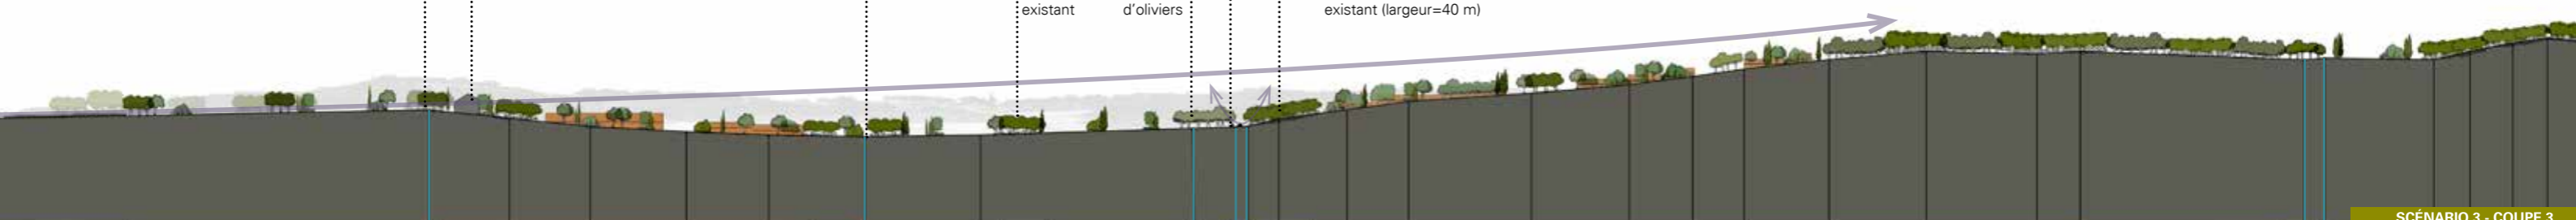 existant
d'oliviers
existant (largeur=40 m)
SCÉNARIO 3 - COUPE 3